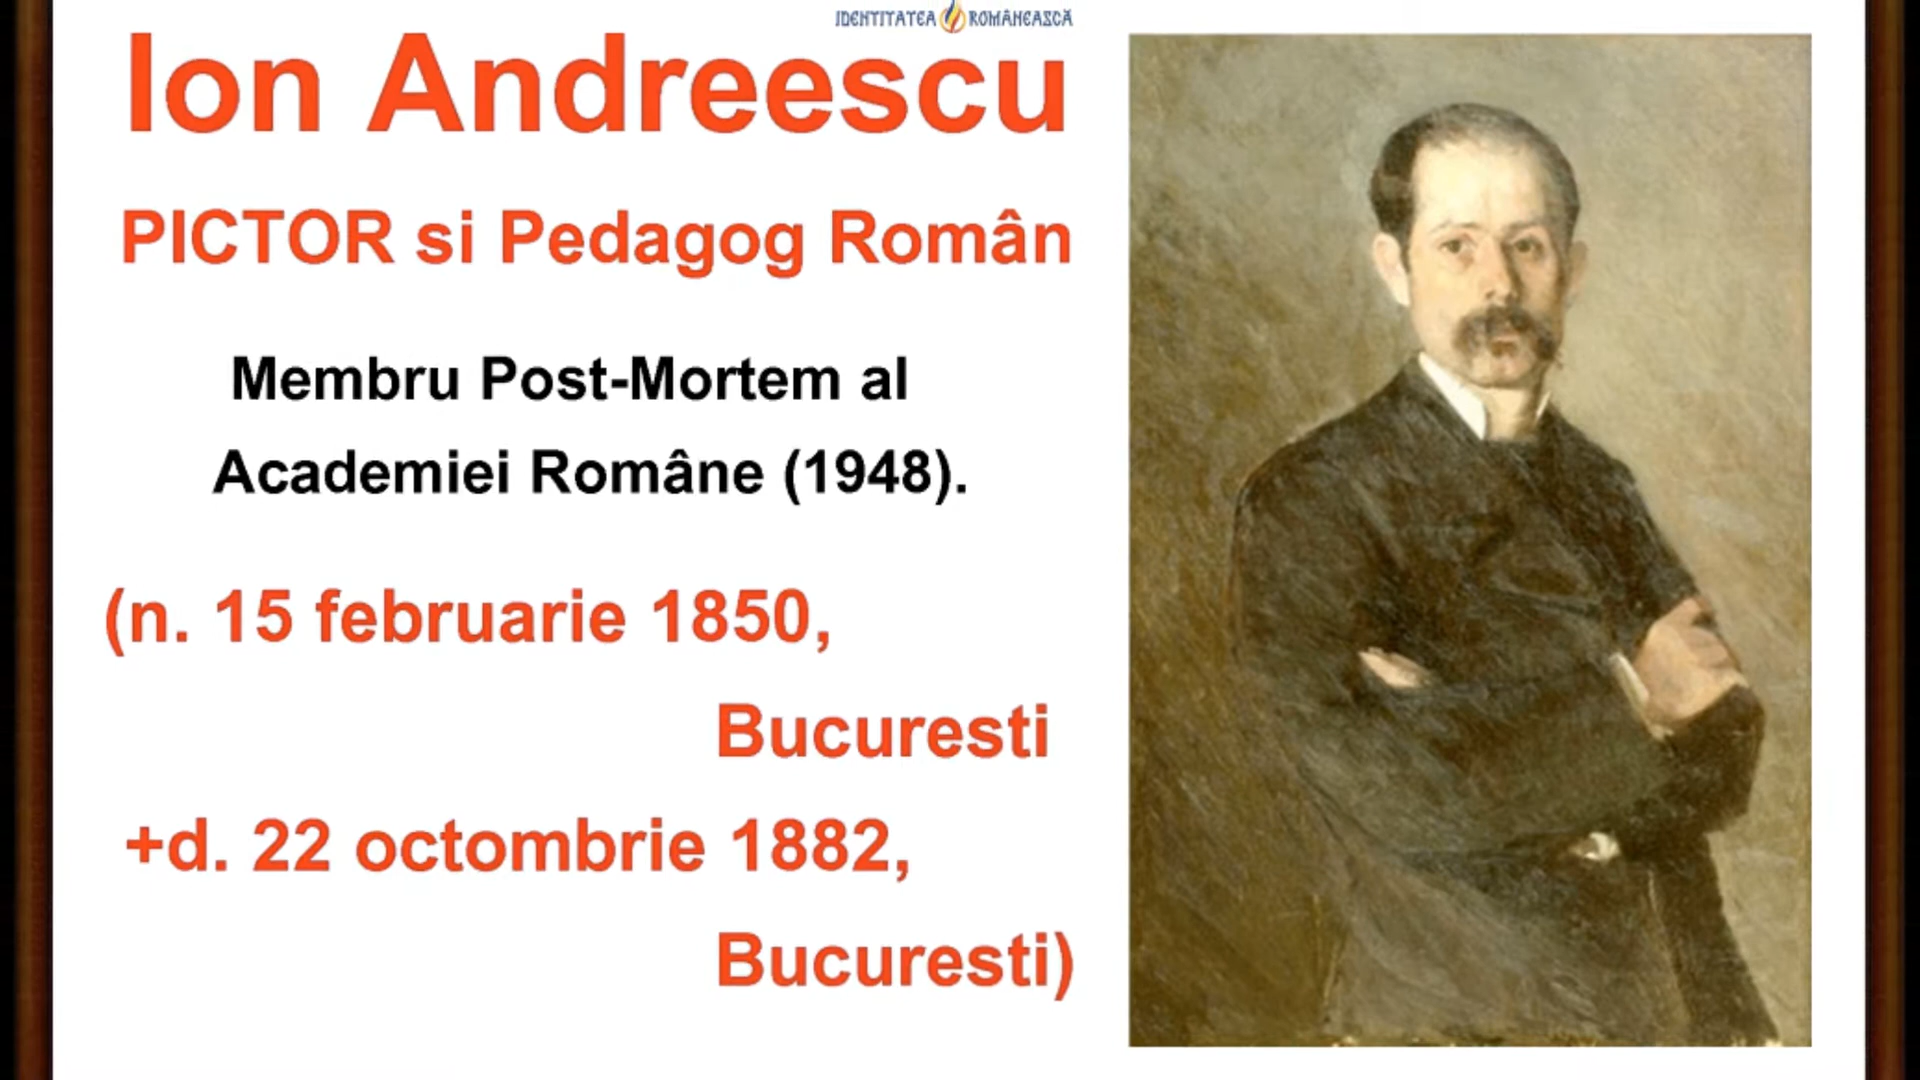 IDENTITATEA ROMÂNEASCĂ
Ion Andreescu
PICTOR si Pedagog Român
Membru Post-Mortem al
Academiei Române (1948).
(n. 15 februarie 1850,
Bucuresti
+d. 22 octombrie 1882,
Bucuresti)